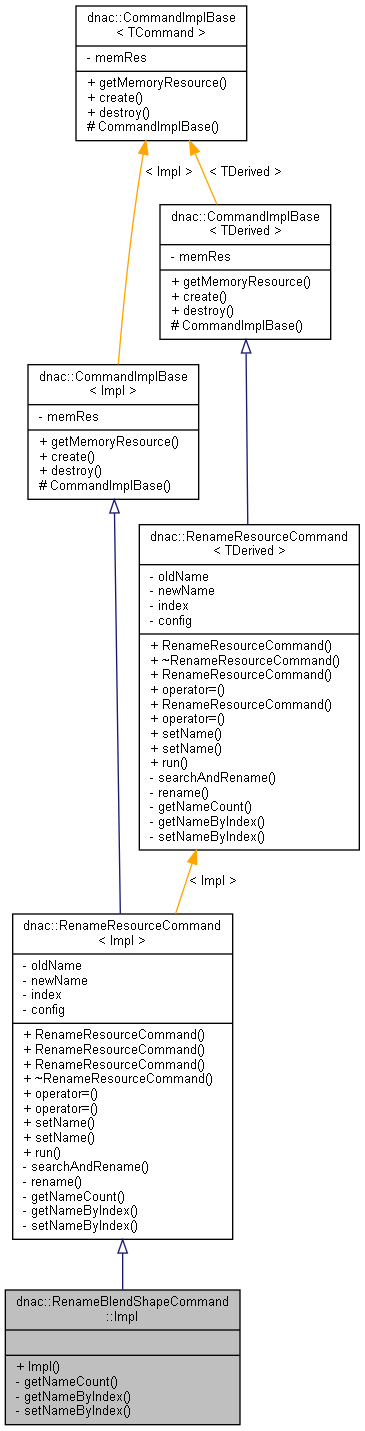 dnac::CommandImplBase
< TCommand >
- memRes
+ getMemoryResource()
+ create()
+ destroy()
# CommandImplBase()
< Impl >
< TDerived >
dnac::CommandImplBase
< TDerived >
- memRes
+ getMemoryResource()
+ create()
+ destroy()
# CommandImplBase()
dnac::CommandImplBase
< Impl >
- memRes
+ getMemoryResource()
+ create()
+ destroy()
# CommandImplBase()
dnac::RenameResourceCommand
< TDerived >
- oldName
- newName
- index
- config
+ RenameResourceCommand()
+ ~RenameResourceCommand()
+ RenameResourceCommand()
+ operator=()
+ RenameResourceCommand()
+ operator=()
+ setName()
+ setName()
+ run()
- searchAndRename()
- rename()
- getNameCount()
- getNameByIndex()
- setNameByIndex()
< Impl >
dnac::RenameResourceCommand
< Impl >
- oldName
- newName
- index
- config
+ RenameResourceCommand()
+ RenameResourceCommand()
+ RenameResourceCommand()
+ ~RenameResourceCommand()
+ operator=()
+ operator=()
+ setName()
+ setName()
+ run()
- searchAndRename()
- rename()
- getNameCount()
- getNameByIndex()
- setNameByIndex()
dnac::RenameBlendShapeCommand
::Impl
+ Impl()
- getNameCount()
- getNameByIndex()
- setNameByIndex()